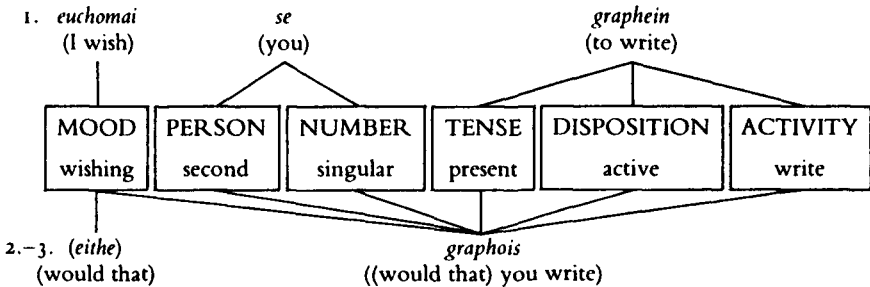 1. euchomai se graphein
(I wish) (you) (to write)
MOOD PERSON NUMBER TENSE DISPOSITION ACTIVITY
wishing second singular present active write
2.–3. (eithe) graphois
(would that) ((would that) you write)